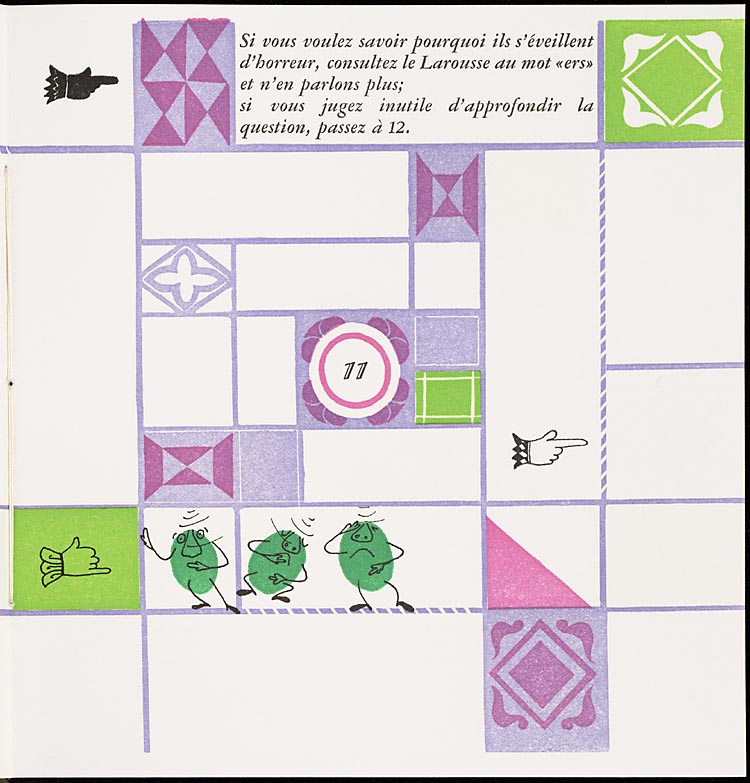 Si vous voulez savoir pourquoi ils s'éveillent
d'horreur, consultez le Larousse au mot «ers»
et n'en parlons plus;
si vous jugez inutile d'approfondir la
question, passez à 12.
11